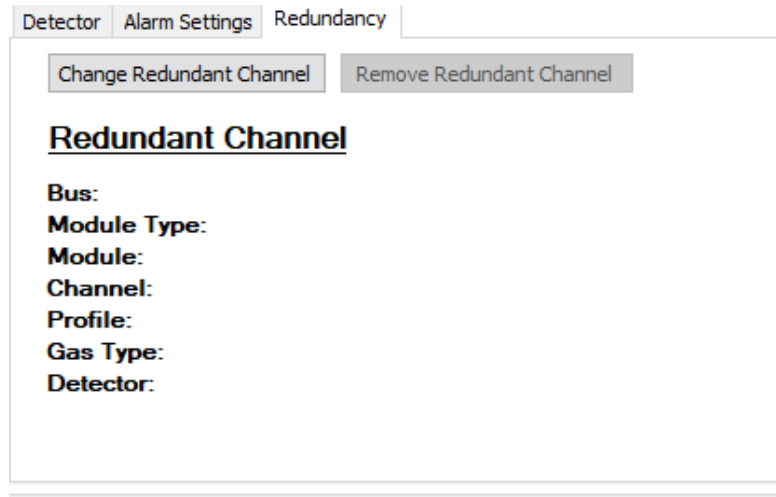 Detector Alarm Settings Redundancy
Change Redundant Channel Remove Redundant Channel
Redundant Channel
Bus:
Module Type:
Module:
Channel:
Profile:
Gas Type:
Detector: